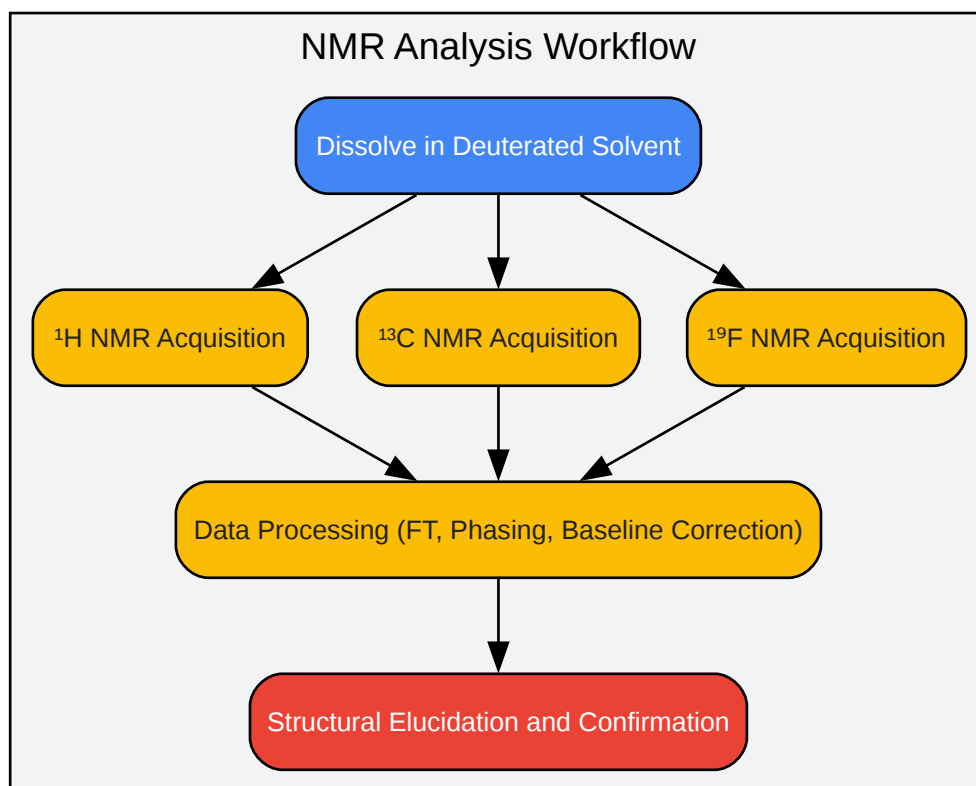 NMR Analysis Workflow
Dissolve in Deuterated Solvent
¹H NMR Acquisition
¹³C NMR Acquisition
¹⁹F NMR Acquisition
Data Processing (FT, Phasing, Baseline Correction)
Structural Elucidation and Confirmation